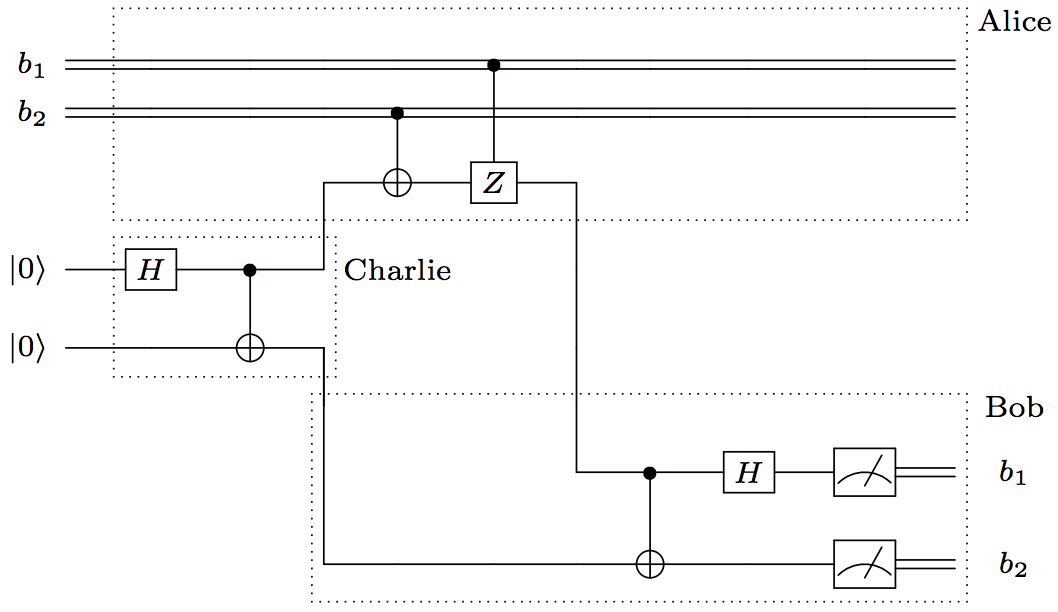 Alice
b₁
b₂
Z
|0⟩ H Charlie
|0⟩
Bob
H b₁
b₂